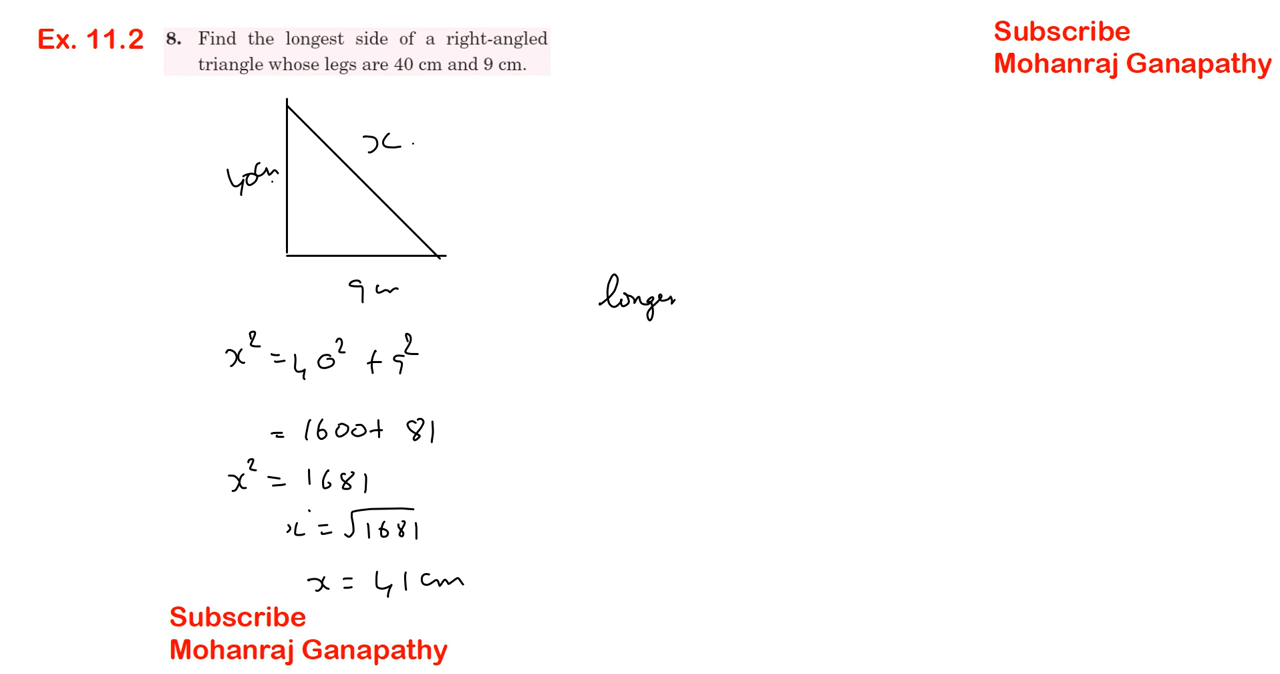 Ex. 11.2
8. Find the longest side of a right-angled
triangle whose legs are 40 cm and 9 cm.
Subscribe
Mohanraj Ganapathy
x.
40cm
9 cm
longer
x² = 40² + 9²
= 1600 + 81
x² = 1681
x = √1681
x = 41 cm
Subscribe
Mohanraj Ganapathy